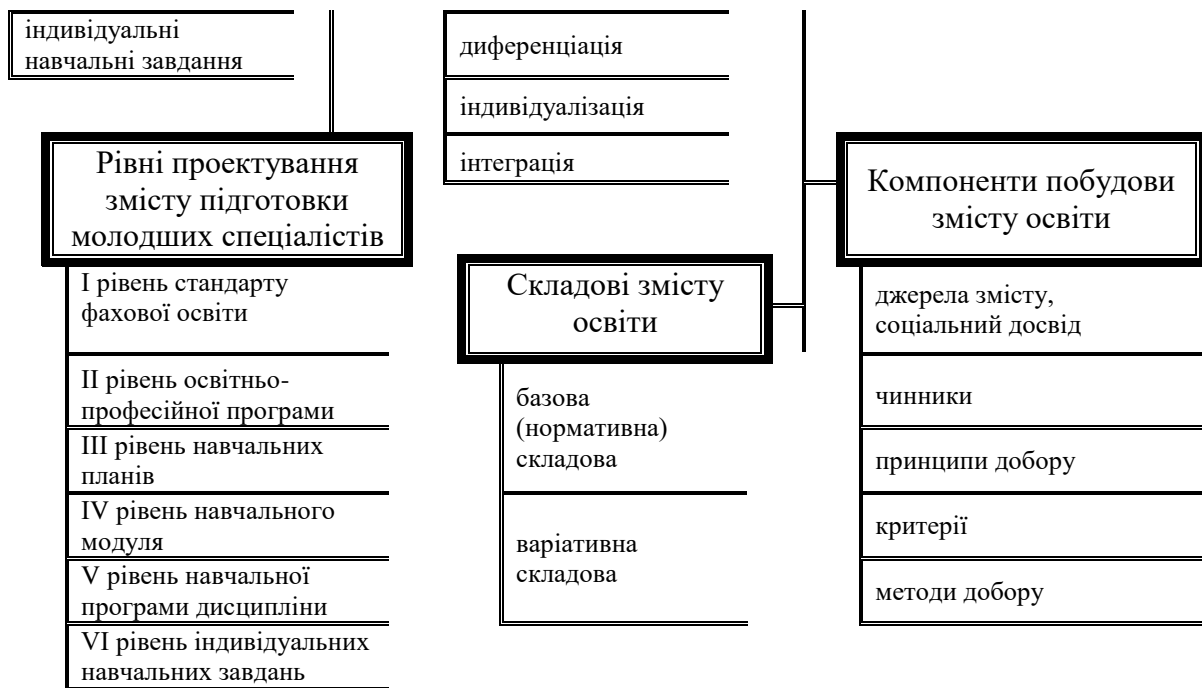 індивідуальні
навчальні завдання
диференціація
індивідуалізація
інтеграція
Рівні проектування
змісту підготовки
молодших спеціалістів
І рівень стандарту
фахової освіти
ІІ рівень освітньо-
професійної програми
ІІІ рівень навчальних
планів
ІV рівень навчального
модуля
V рівень навчальної
програми дисципліни
VІ рівень індивідуальних
навчальних завдань
Складові змісту
освіти
базова
(нормативна)
складова
варіативна
складова
Компоненти побудови
змісту освіти
джерела змісту,
соціальний досвід
чинники
принципи добору
критерії
методи добору